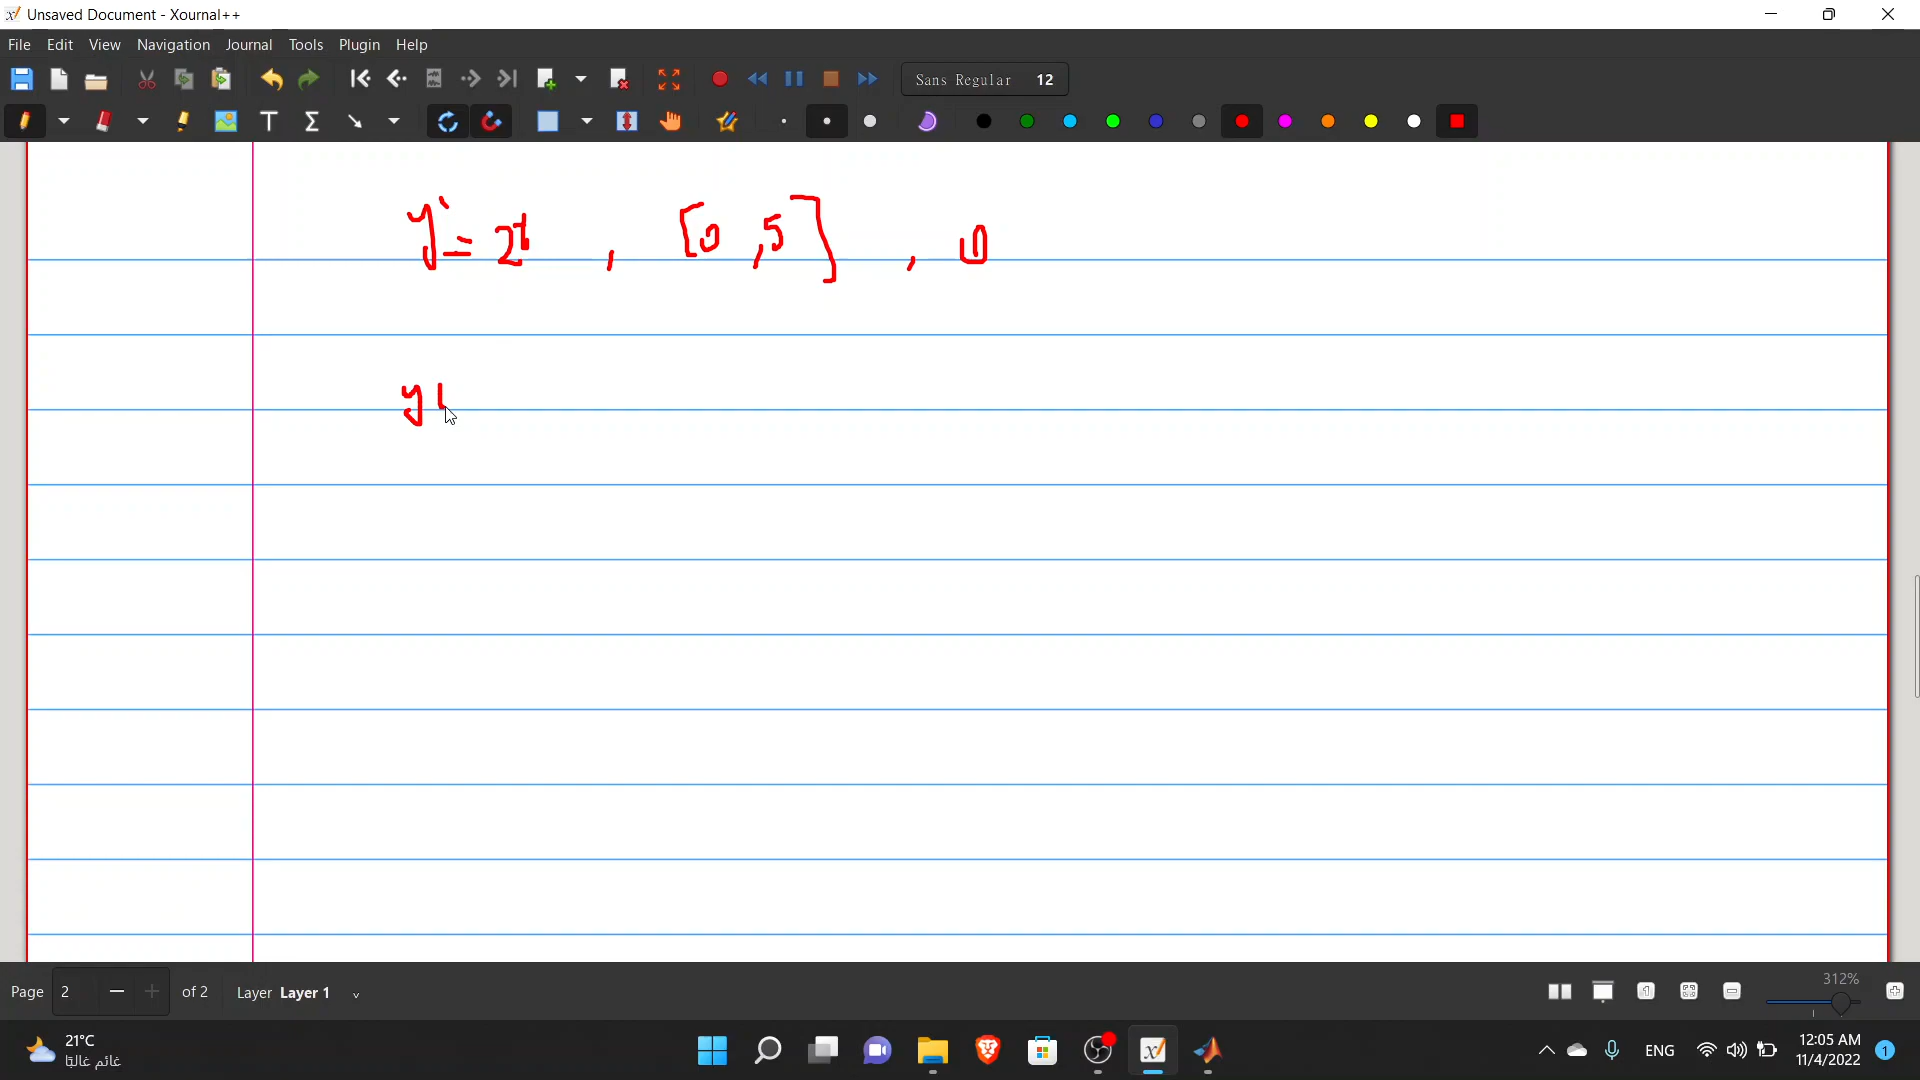 Unsaved Document - Xournal++
File Edit View Navigation Journal Tools Plugin Help
Sans Regular 12
y' = 2t , [0 ,5] , 0
y
Page 2 of 2 Layer Layer 1
312%
21°C
غائم غالبًا
ENG
12:05 AM
11/4/2022
1